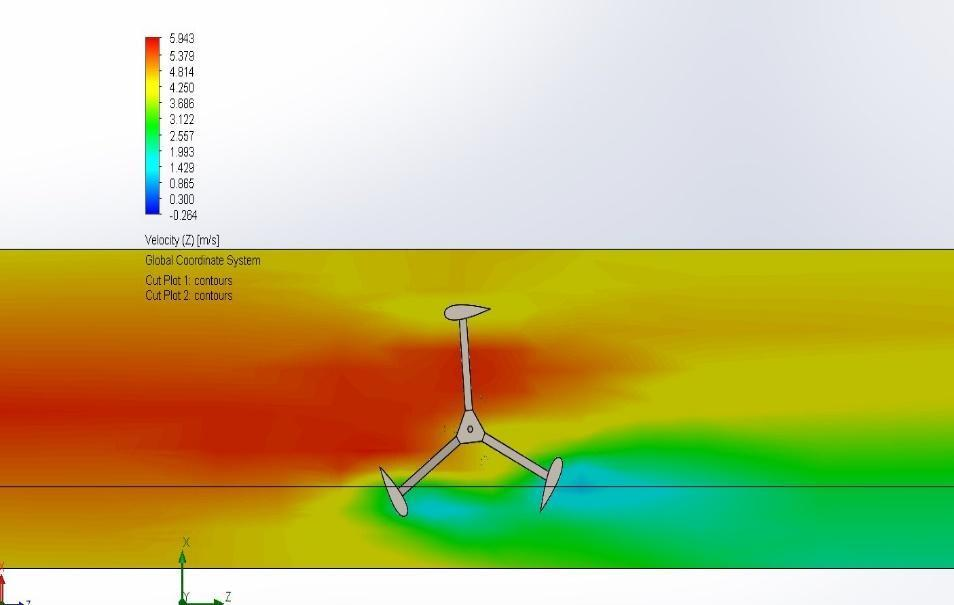 5.943
5.379
4.814
4.250
3.686
3.122
2.557
1.993
1.429
0.865
0.300
-0.264
Velocity (Z) [m/s]
Global Coordinate System
Cut Plot 1: contours
Cut Plot 2: contours
X
Y
Z
X
Z